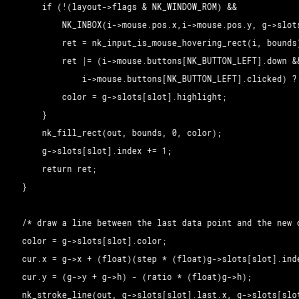 if (!(layout->flags & NK_WINDOW_ROM) &&
NK_INBOX(i->mouse.pos.x,i->mouse.pos.y, g->slots
ret = nk_input_is_mouse_hovering_rect(i, bounds)
ret |= (i->mouse.buttons[NK_BUTTON_LEFT].down &&
i->mouse.buttons[NK_BUTTON_LEFT].clicked) ?
color = g->slots[slot].highlight;
}
nk_fill_rect(out, bounds, 0, color);
g->slots[slot].index += 1;
return ret;
}
/* draw a line between the last data point and the new o
color = g->slots[slot].color;
cur.x = g->x + (float)(step * (float)g->slots[slot].inde
cur.y = (g->y + g->h) - (ratio * (float)g->h);
nk_stroke_line(out, g->slots[slot].last.x, g->slots[slot